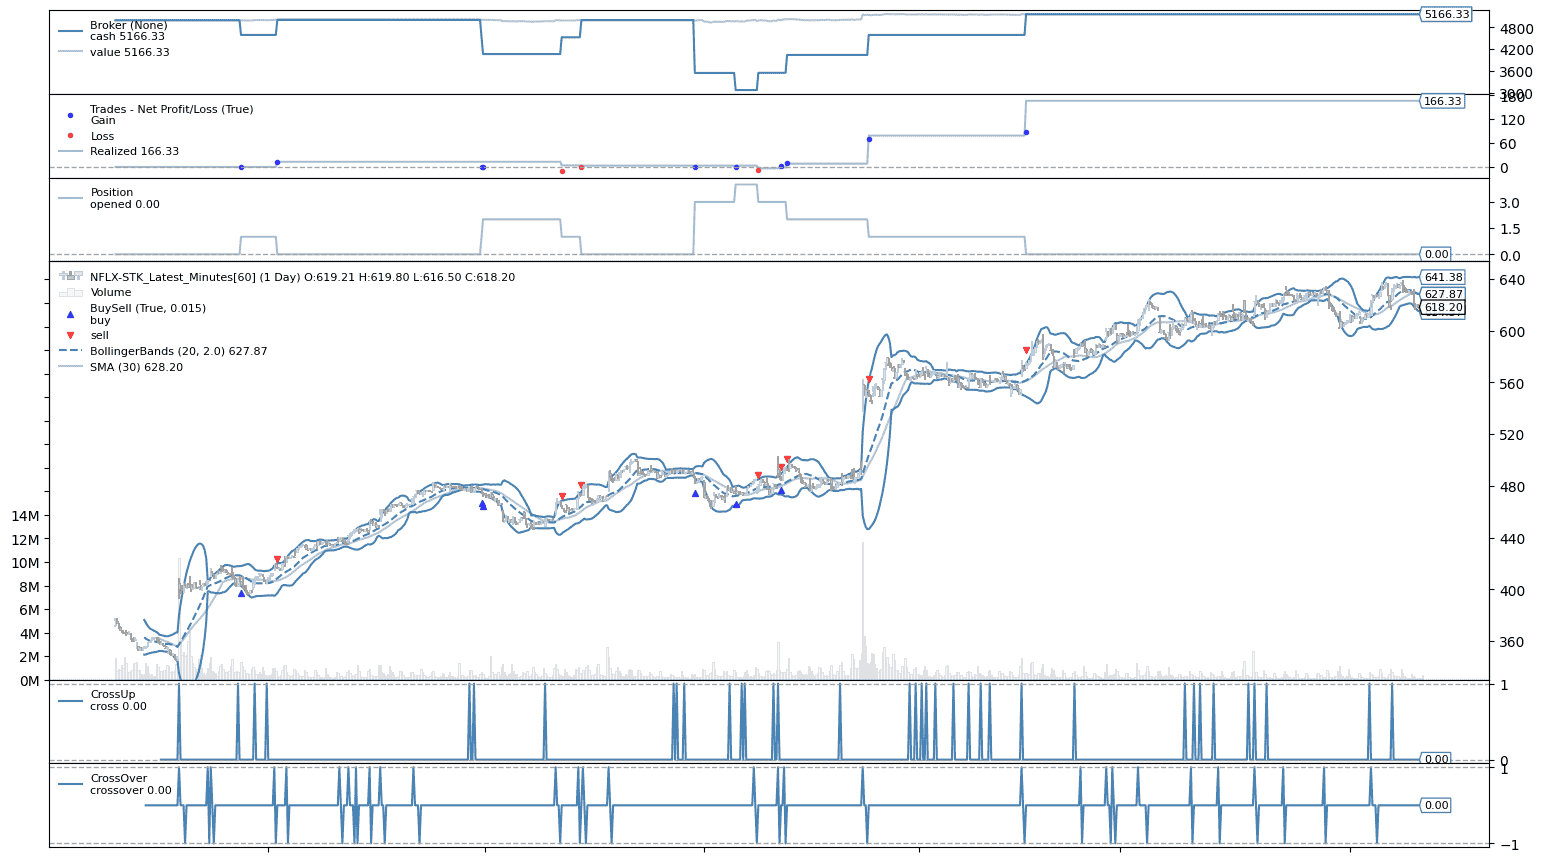 Broker (None)
cash 5166.33
value 5166.33
5166.33
4800
4200
3600
3000
Trades - Net Profit/Loss (True)
Gain
Loss
Realized 166.33
180
166.33
120
60
0
Position
opened 0.00
3.0
1.5
0.00
0.0
NFLX-STK_Latest_Minutes[60] (1 Day) O:619.21 H:619.80 L:616.50 C:618.20
Volume
BuySell (True, 0.015)
buy
sell
BollingerBands (20, 2.0) 627.87
SMA (30) 628.20
641.38
627.87
618.20
640
600
560
520
480
440
400
360
14M
12M
10M
8M
6M
4M
2M
0M
CrossUp
cross 0.00
1
0.00
0
CrossOver
crossover 0.00
1
0.00
−1